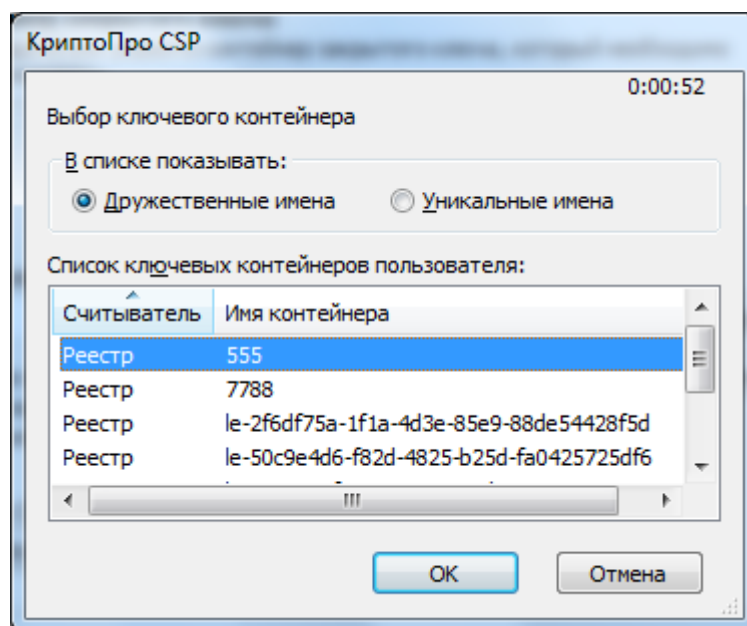 КриптоПро CSP
0:00:52
Выбор ключевого контейнера
В списке показывать:
Дружественные имена Уникальные имена
Список ключевых контейнеров пользователя:
Считыватель Имя контейнера
Реестр 555
Реестр 7788
Реестр le-2f6df75a-1f1a-4d3e-85e9-88de54428f5d
Реестр le-50c9e4d6-f82d-4825-b25d-fa0425725df6
OK Отмена